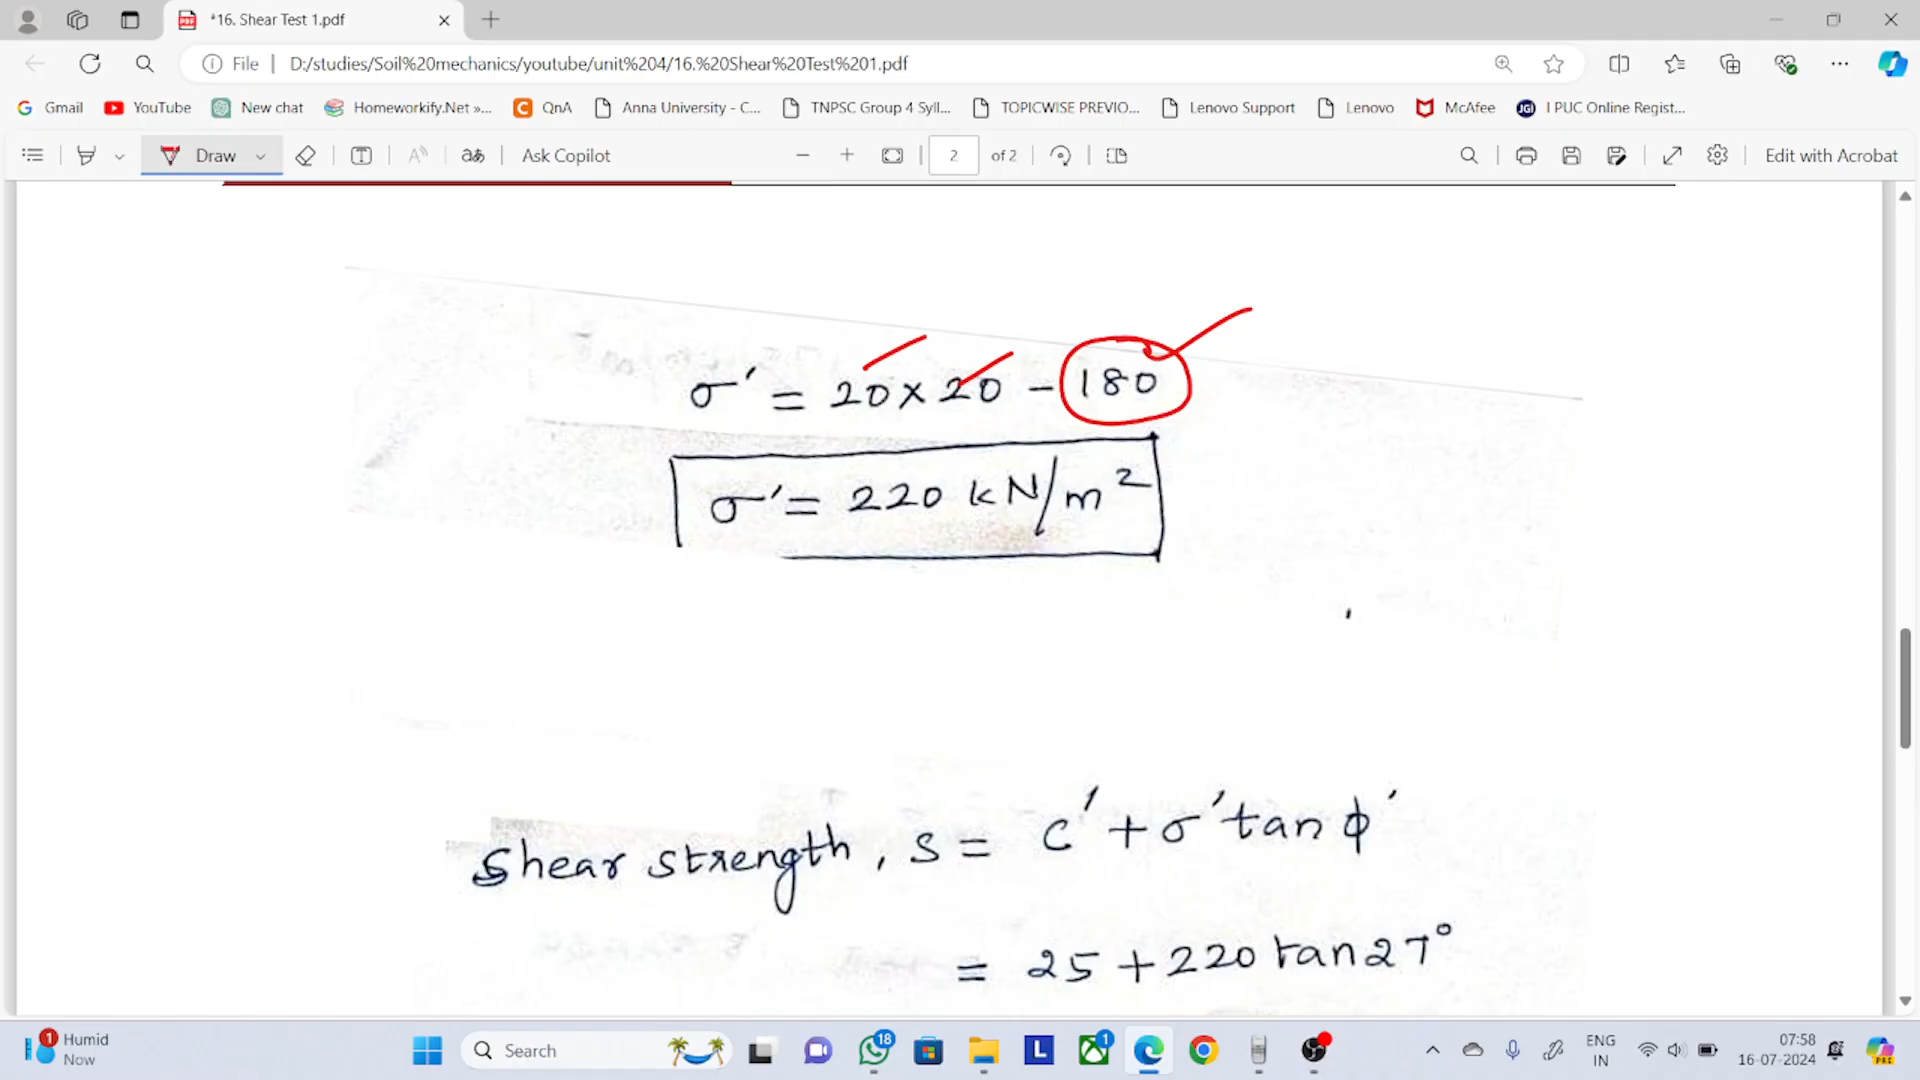 *16. Shear Test 1.pdf
File
D:/studies/Soil%20mechanics/youtube/unit%204/16.%20Shear%20Test%201.pdf
Gmail YouTube New chat Homeworkify.Net »... QnA Anna University - C... TNPSC Group 4 Syll... TOPICWISE PREVIO... Lenovo Support Lenovo McAfee I PUC Online Regist...
Draw Ask Copilot 2 of 2 Edit with Acrobat
σ' = 20 x 20 - 180
σ' = 220 kN/m²
Shear strength, s = c' + σ' tan ϕ'
= 25 + 220 tan 27°
Humid
Now
Search
18
1
ENG
IN
07:58
16-07-2024